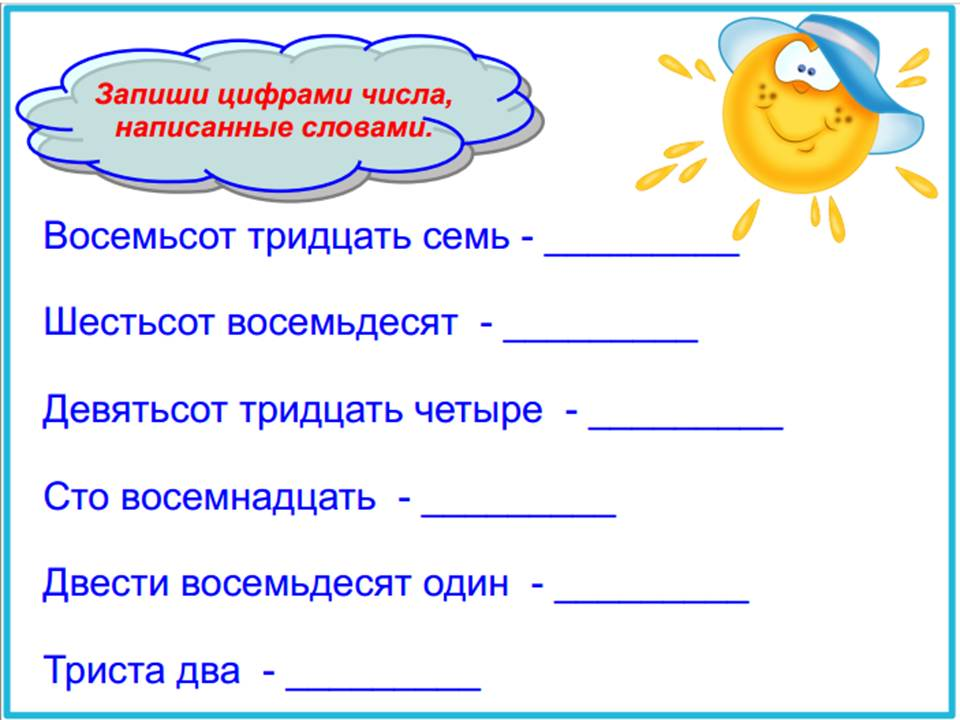 Запиши цифрами числа,
написанные словами.
Восемьсот тридцать семь - _________
Шестьсот восемьдесят - _________
Девятьсот тридцать четыре - _________
Сто восемнадцать - _________
Двести восемьдесят один - _________
Триста два - _________